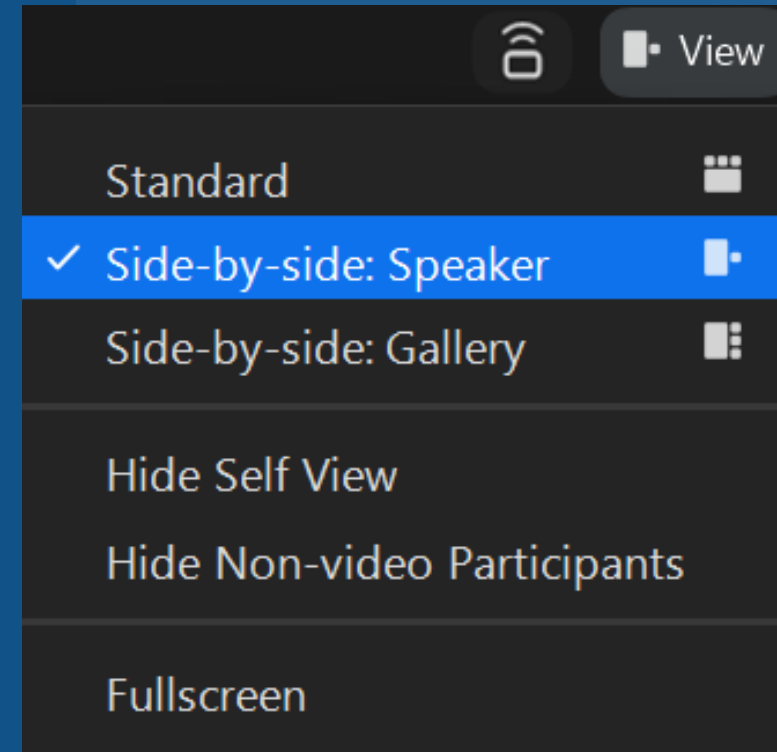 View
Standard
Side-by-side: Speaker
Side-by-side: Gallery
Hide Self View
Hide Non-video Participants
Fullscreen